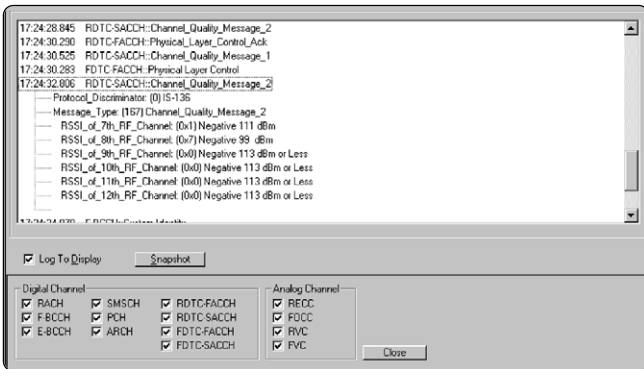 17:24:28.845 RDTC-SACCH::Channel_Quality_Message_2
17:24:30.290 RDTC-FACCH::Physical_Layer_Control_Ack
17:24:30.525 RDTC-SACCH::Channel_Quality_Message_1
17:24:30.283 FDTC-FACCH::Physical Layer Control
17:24:32.806 RDTC-SACCH::Channel_Quality_Message_2
Protocol_Discriminator: (0) IS-136
Message_Type: (167) Channel_Quality_Message_2
RSSI_of_7th_RF_Channel: (0x1) Negative 111 dBm
RSSI_of_8th_RF_Channel: (0x7) Negative 99 dBm
RSSI_of_9th_RF_Channel: (0x0) Negative 113 dBm or Less
RSSI_of_10th_RF_Channel: (0x0) Negative 113 dBm or Less
RSSI_of_11th_RF_Channel: (0x0) Negative 113 dBm or Less
RSSI_of_12th_RF_Channel: (0x0) Negative 113 dBm or Less
Log To Display Snapshot
Digital Channel Analog Channel
RACH SMSCH RDTC-FACCH RECC
F-BCCH PCH RDTC-SACCH FOCC
E-BCCH ARCH FDTC-FACCH RVC
FDTC-SACCH FVC
Close